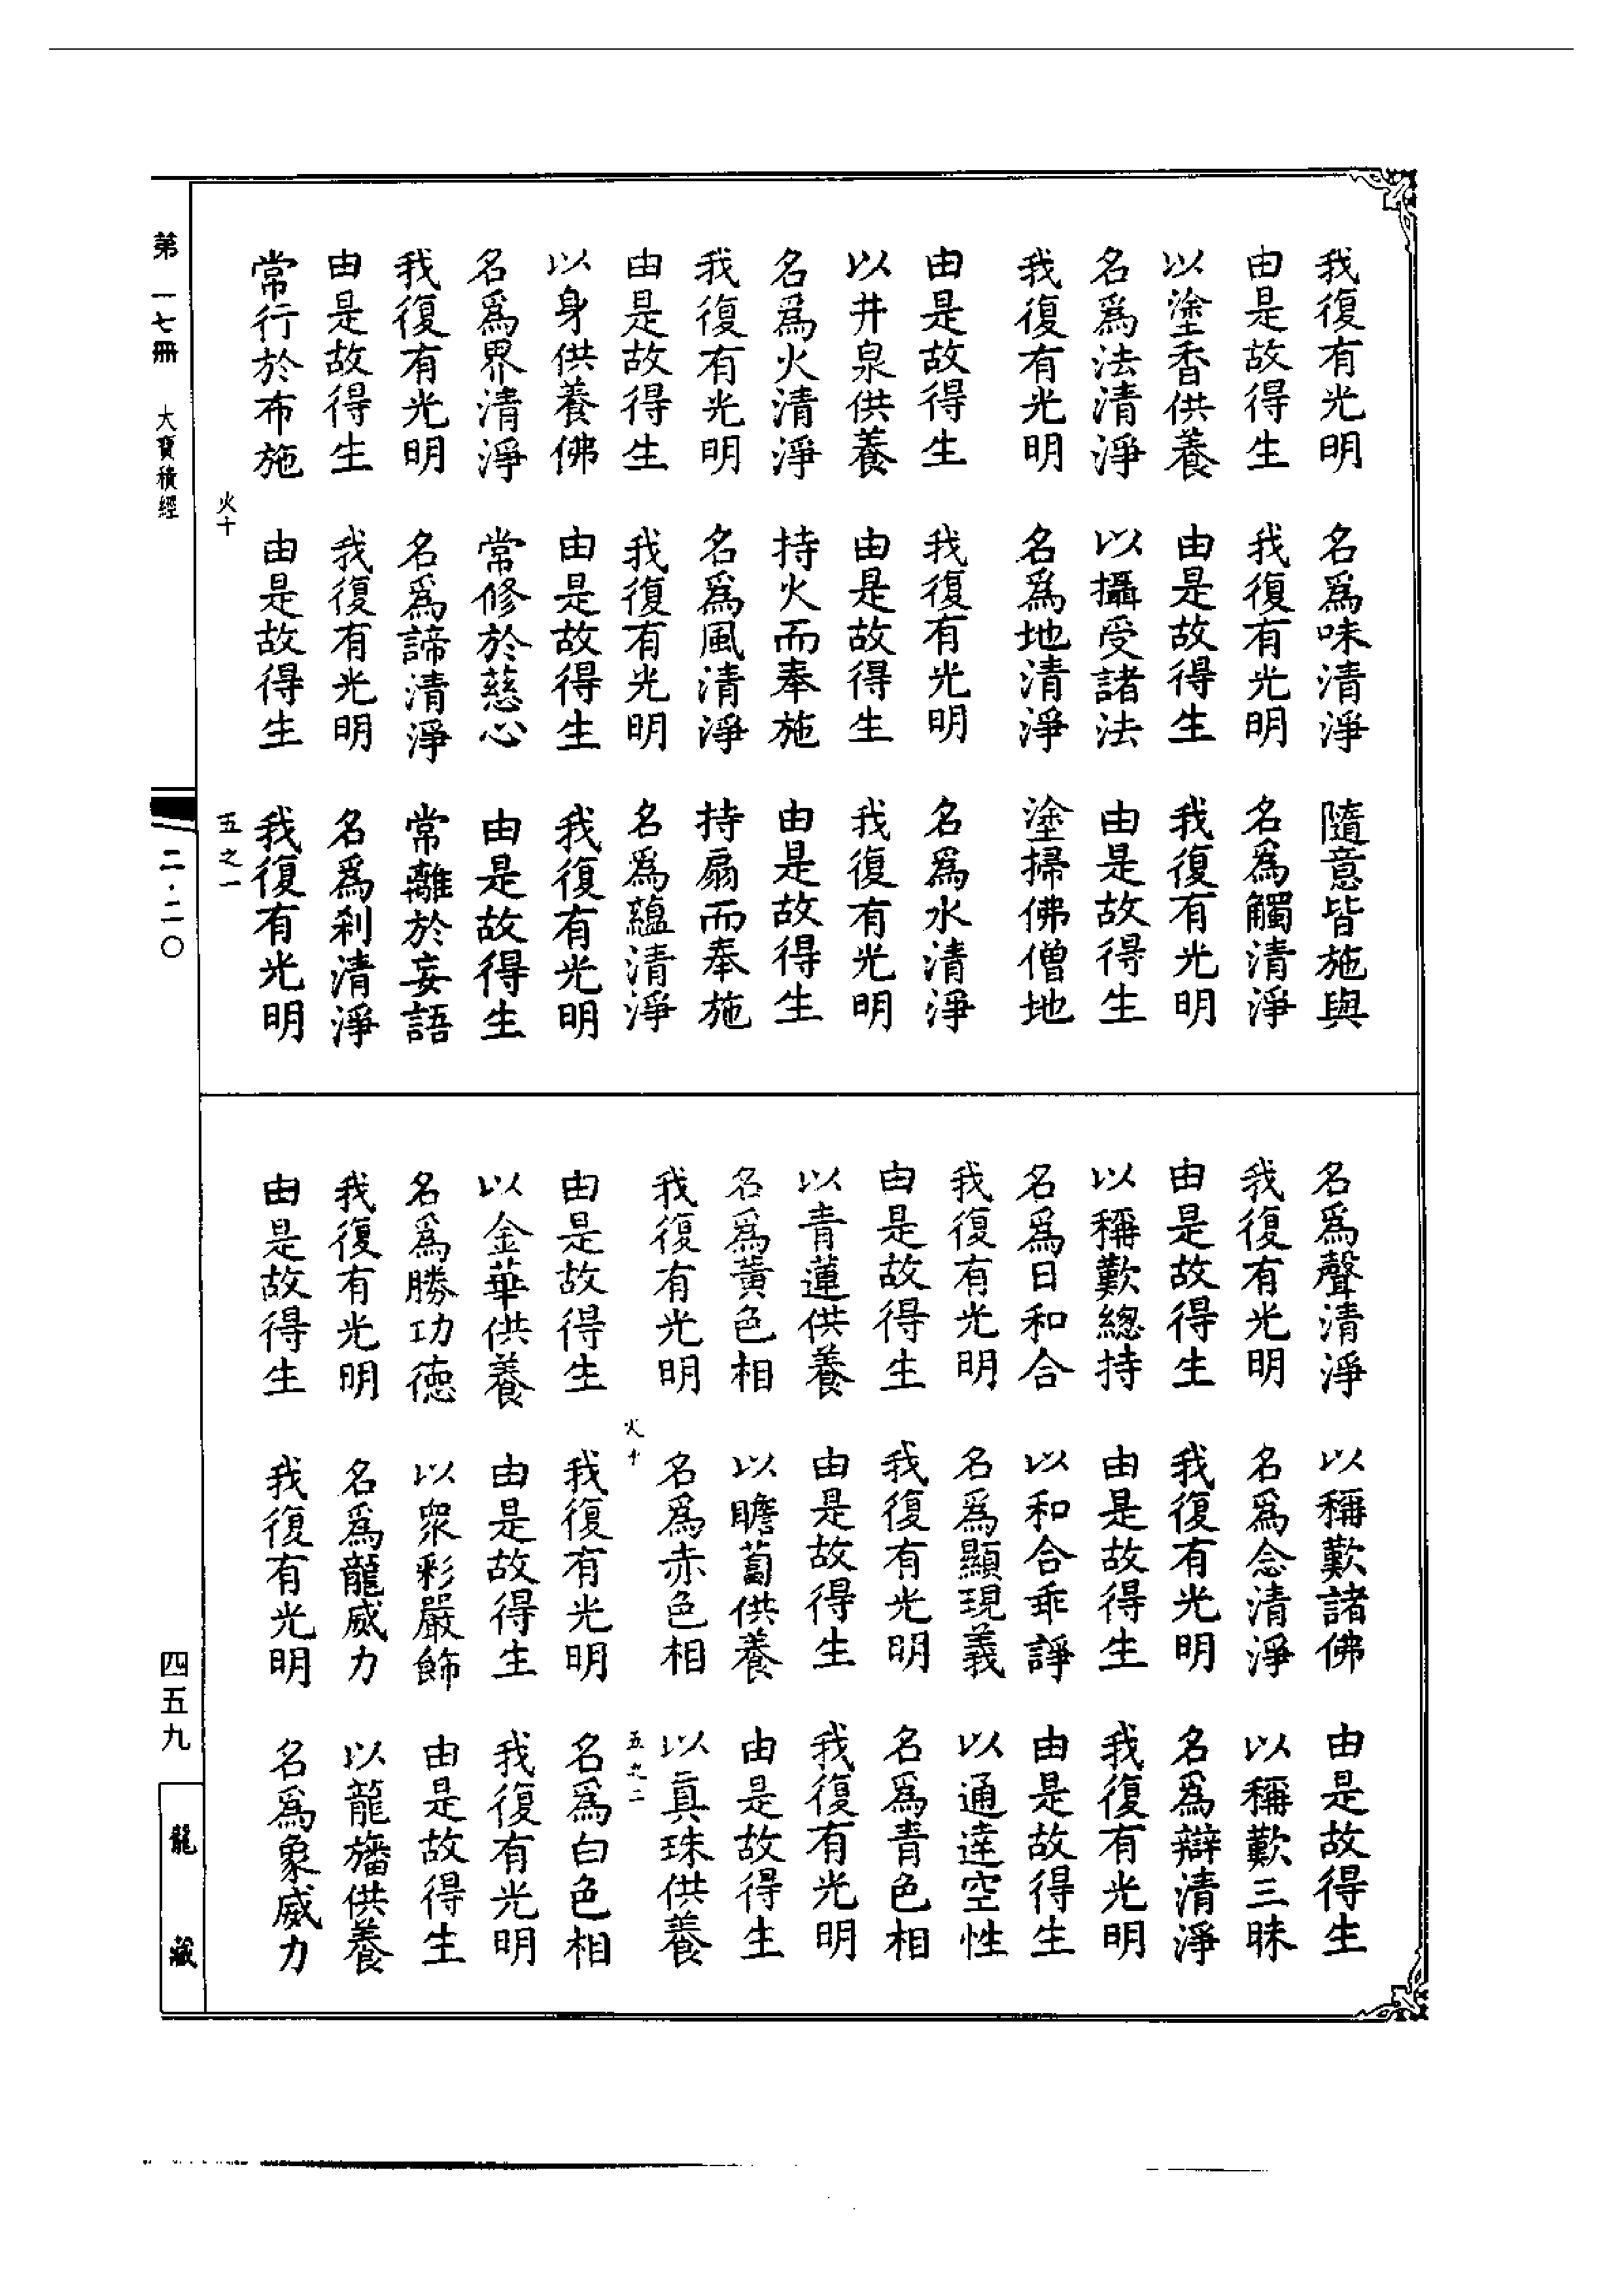 我復有光明　名爲味清淨　隨意皆施與
由是故得生　我復有光明　名爲觸清淨
以塗香供養　由是故得生　我復有光明
名爲法清淨　以攝受諸法　由是故得生
我復有光明　名爲地清淨　塗掃佛僧地
由是故得生　我復有光明　名爲水清淨
以井泉供養　由是故得生　我復有光明
名爲火清淨　持火而奉施　由是故得生
我復有光明　名爲風清淨　持扇而奉施
由是故得生　我復有光明　名爲蘊清淨
以身供養佛　由是故得生　我復有光明
名爲界清淨　常修於慈心　由是故得生
我復有光明　名爲諦清淨　常離於妄語
由是故得生　我復有光明　名爲刹清淨
常行於布施　由是故得生　我復有光明
火十　五之一
名爲聲清淨　以稱歎諸佛　由是故得生
我復有光明　名爲念清淨　以稱歎三昧
由是故得生　我復有光明　名爲辯清淨
以稱歎總持　由是故得生　我復有光明
名爲日和合　以和合乖諍　由是故得生
我復有光明　名爲顯現義　以通達空性
由是故得生　我復有光明　名爲青色相
以青蓮供養　由是故得生　我復有光明
名爲黃色相　以瞻蔔供養　由是故得生
我復有光明　名爲赤色相　以真珠供養
火十　五之二
由是故得生　我復有光明　名爲白色相
以金華供養　由是故得生　我復有光明
名爲勝功德　以眾彩嚴飾　由是故得生
我復有光明　名爲龍威力　以龍旛供養
由是故得生　我復有光明　名爲象威力
第一七冊　大寶積經　二·二〇　四五九　龍藏